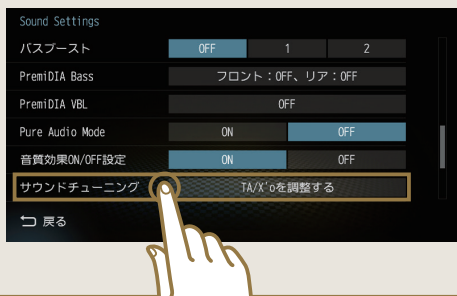 Sound Settings
バスブースト OFF 1 2
PremiDIA Bass フロント：OFF、リア：OFF
PremiDIA VBL OFF
Pure Audio Mode ON OFF
音質効果ON/OFF設定 ON OFF
サウンドチューニング TA/X'oを調整する
戻る